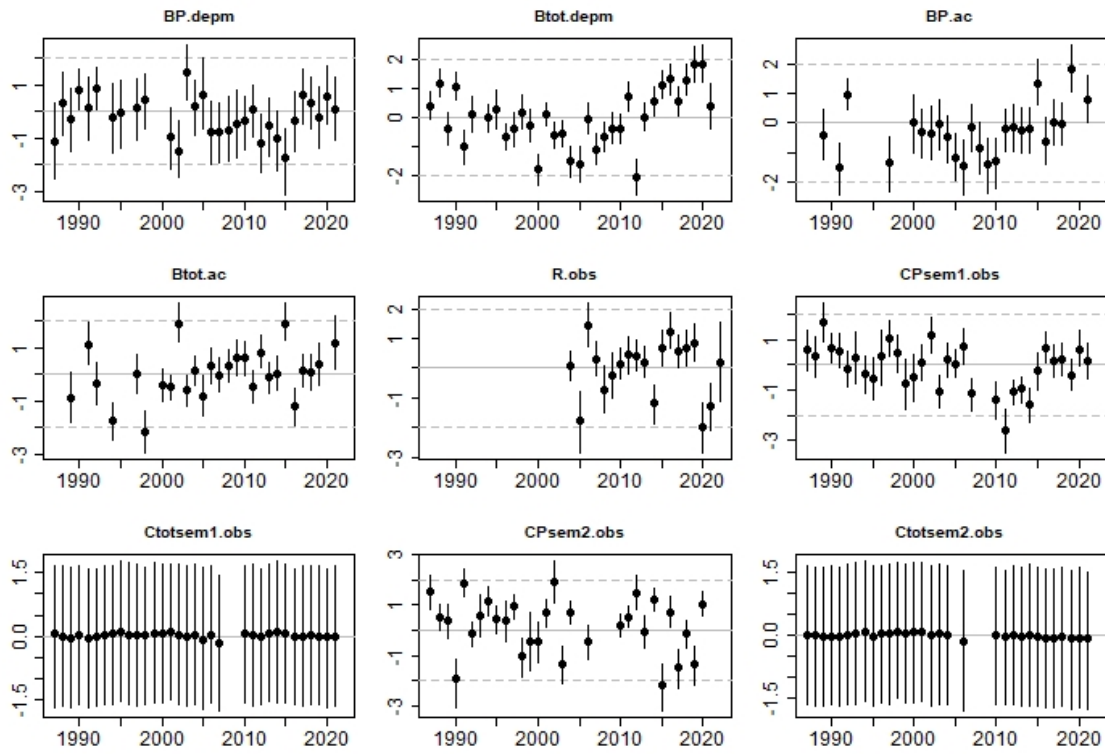 BP.depm Btot.depm BP.ac
1 -1 -3 2 0 -2 2 0 -2
1990 2000 2010 2020 1990 2000 2010 2020 1990 2000 2010 2020
Btot.ac R.obs CPsem1.obs
1 -1 -3 2 0 -1 -3 1 -1 -3
1990 2000 2010 2020 1990 2000 2010 2020 1990 2000 2010 2020
Ctotsem1.obs CPsem2.obs Ctotsem2.obs
1.5 0.0 -1.5 3 1 -1 -3 1.5 0.0 -1.5
1990 2000 2010 2020 1990 2000 2010 2020 1990 2000 2010 2020